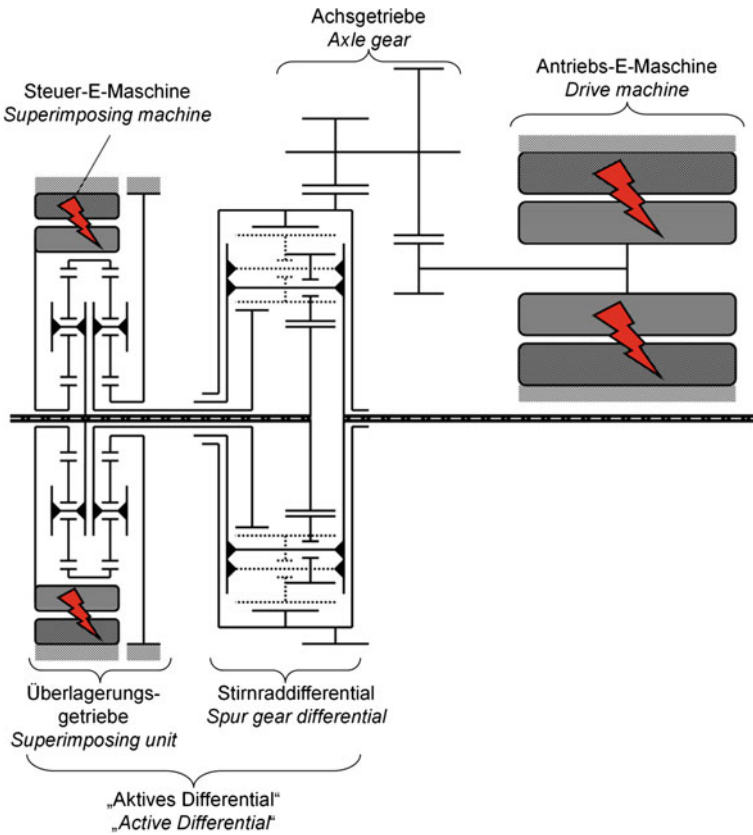 Achsgetriebe
Axle gear
Steuer-E-Maschine
Superimposing machine
Antriebs-E-Maschine
Drive machine
Überlagerungs-
getriebe
Superimposing unit
Stirnraddifferential
Spur gear differential
„Aktives Differential“
„Active Differential“